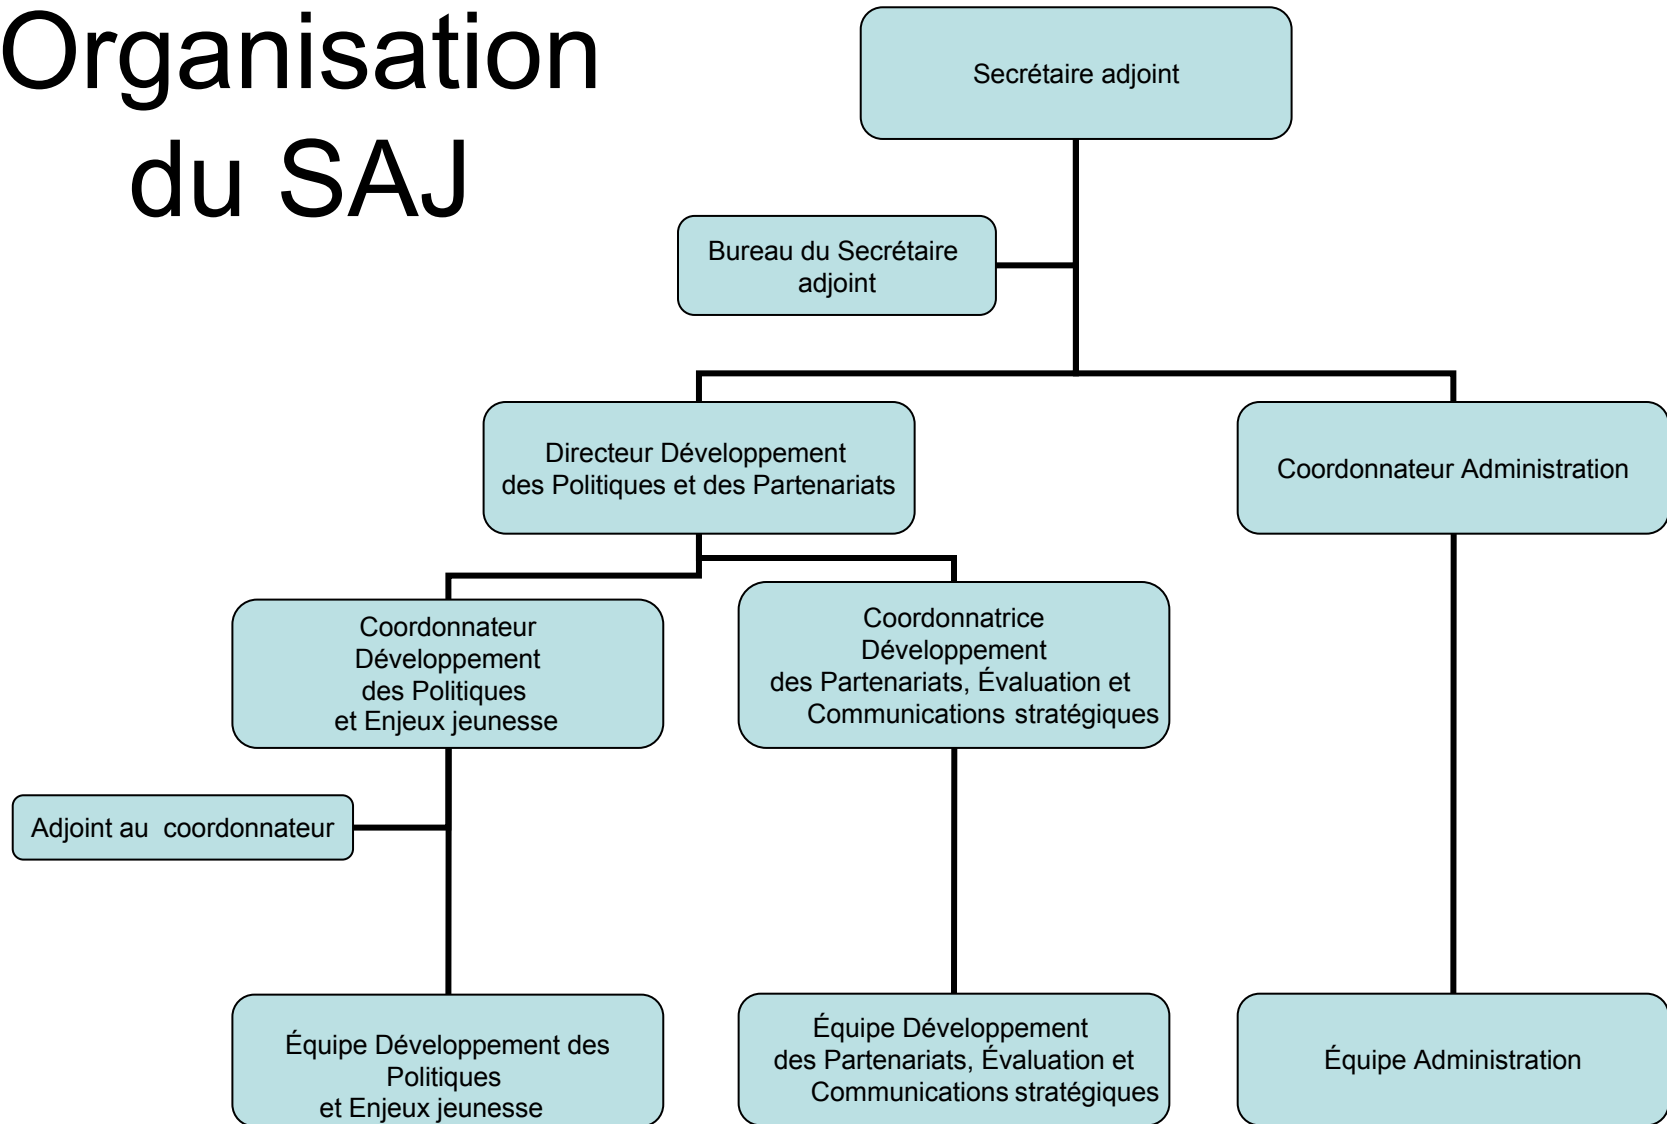 Organisation
du SAJ
Secrétaire adjoint
Bureau du Secrétaire
adjoint
Directeur Développement
des Politiques et des Partenariats
Coordonnateur Administration
Coordonnateur
Développement
des Politiques
et Enjeux jeunesse
Coordonnatrice
Développement
des Partenariats, Évaluation et
Communications stratégiques
Adjoint au coordonnateur
Équipe Développement des
Politiques
et Enjeux jeunesse
Équipe Développement
des Partenariats, Évaluation et
Communications stratégiques
Équipe Administration